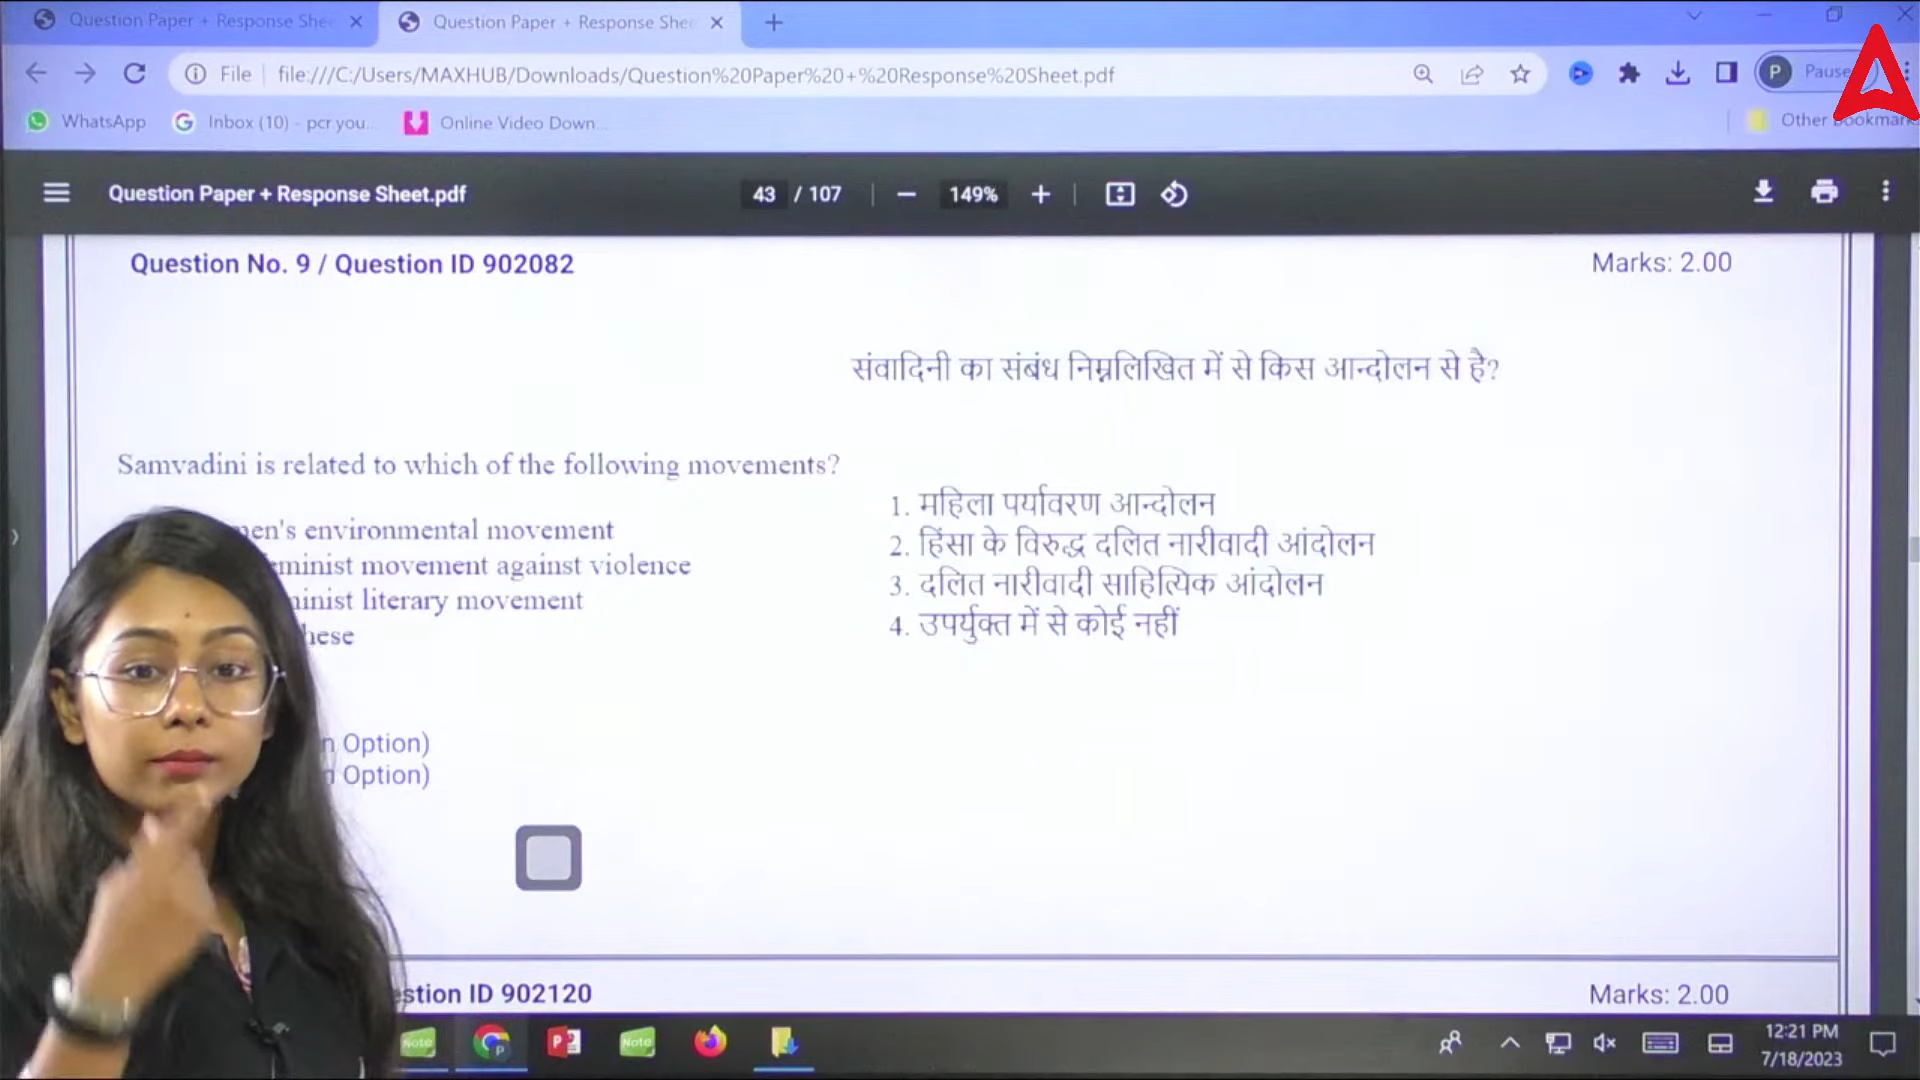 Question Paper + Response She
Question Paper + Response Shee
File
file:///C:/Users/MAXHUB/Downloads/Question%20Paper%20+%20Response%20Sheet.pdf
P
Pause
WhatsApp
Inbox (10) - pcr you...
Online Video Down...
Other bookmark
Question Paper + Response Sheet.pdf
43 / 107
149%
Question No. 9 / Question ID 902082
Marks: 2.00
संवादिनी का संबंध निम्नलिखित में से किस आन्दोलन से है?
Samvadini is related to which of the following movements?
1. महिला पर्यावरण आन्दोलन
2. हिंसा के विरुद्ध दलित नारीवादी आंदोलन
3. दलित नारीवादी साहित्यिक आंदोलन
4. उपर्युक्त में से कोई नहीं
en's environmental movement
minist movement against violence
inist literary movement
hese
n Option)
n Option)
stion ID 902120
Marks: 2.00
Note
Note
12:21 PM
7/18/2023